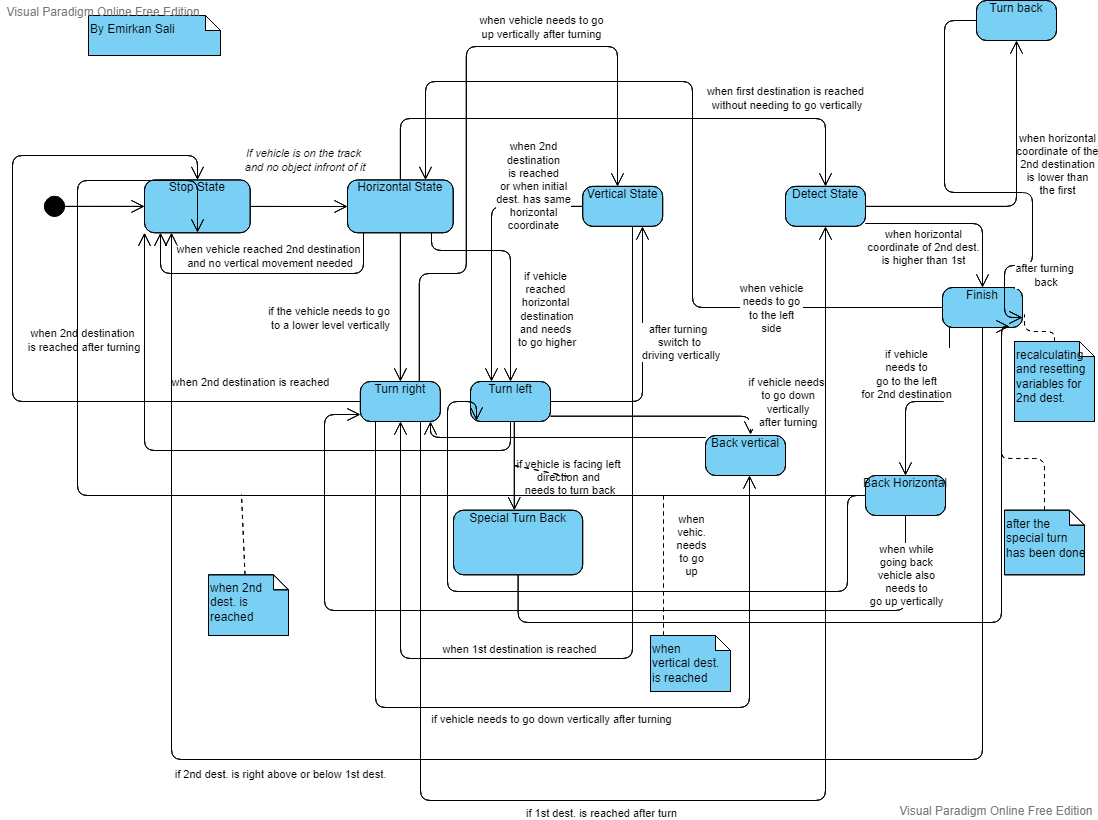 Visual Paradigm Online Free Edition
By Emirkan Sali
Turn back
when vehicle needs to go
up vertically after turning
when first destination is reached
without needing to go vertically
If vehicle is on the track
and no object infront of it
when 2nd
destination
is reached
or when initial
dest. has same
horizontal
coordinate
when horizontal
coordinate of the
2nd destination
is lower than
the first
Stop State
Horizontal State
Vertical State
Detect State
when vehicle reached 2nd destination
and no vertical movement needed
when horizontal
coordinate of 2nd dest.
is higher than 1st
after turning
back
if vehicle
reached
horizontal
destination
and needs
to go higher
when vehicle
needs to go
to the left
side
Finish
if the vehicle needs to go
to a lower level vertically
when 2nd destination
is reached after turning
after turning
switch to
driving vertically
recalculating
and resetting
variables for
2nd dest.
if vehicle
needs to
go to the left
for 2nd destination
when 2nd destination is reached
Turn right
Turn left
if vehicle needs
to go down
vertically
after turning
Back vertical
if vehicle is facing left
direction and
needs to turn back
Back Horizontal
Special Turn Back
when
vehic.
needs
to go
up
after the
special turn
has been done
when while
going back
vehicle also
needs to
go up vertically
when 2nd
dest. is
reached
when 1st destination is reached
when
vertical dest.
is reached
if vehicle needs to go down vertically after turning
if 2nd dest. is right above or below 1st dest.
if 1st dest. is reached after turn
Visual Paradigm Online Free Edition